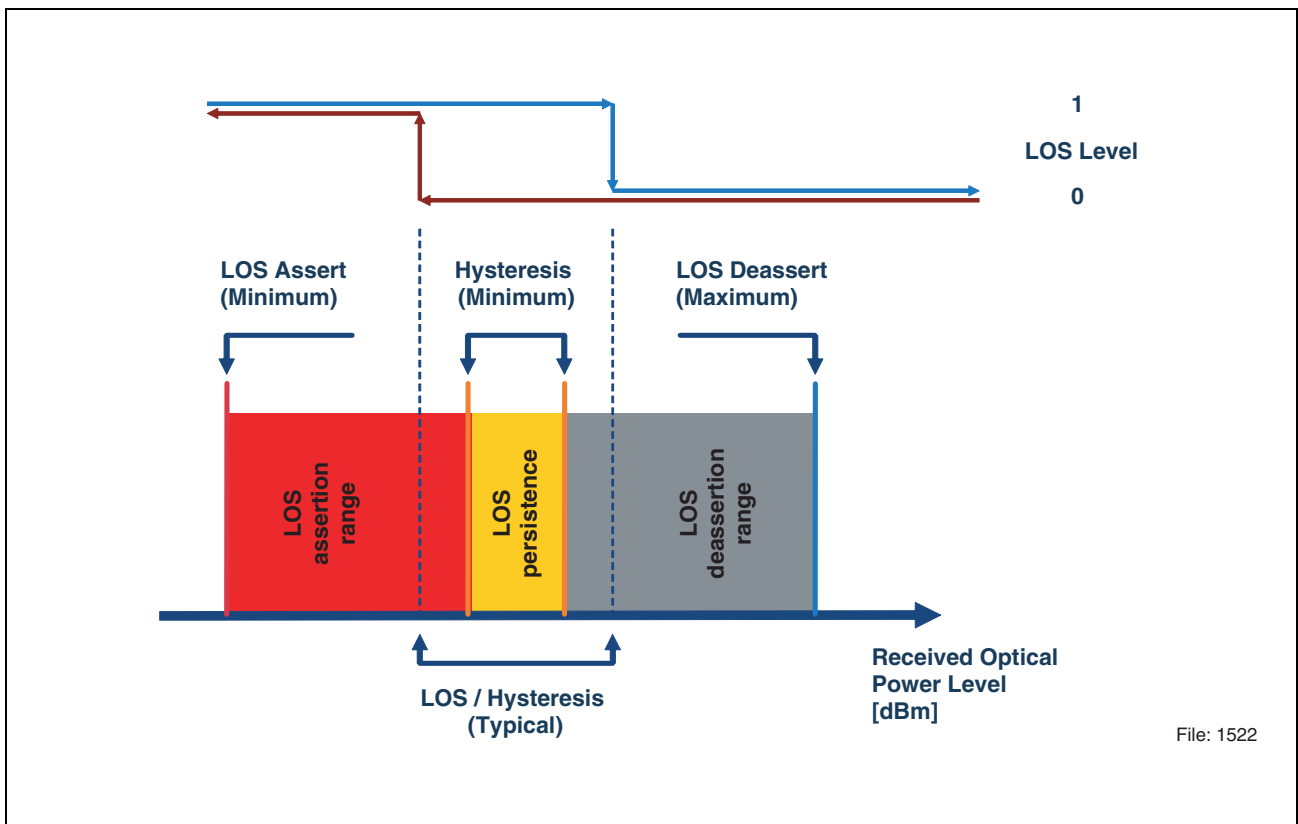 1
LOS Level
0
LOS Assert
(Minimum)
Hysteresis
(Minimum)
LOS Deassert
(Maximum)
LOS
assertion
range
LOS
persistence
LOS
deassertion
range
Received Optical
Power Level
[dBm]
LOS / Hysteresis
(Typical)
File: 1522